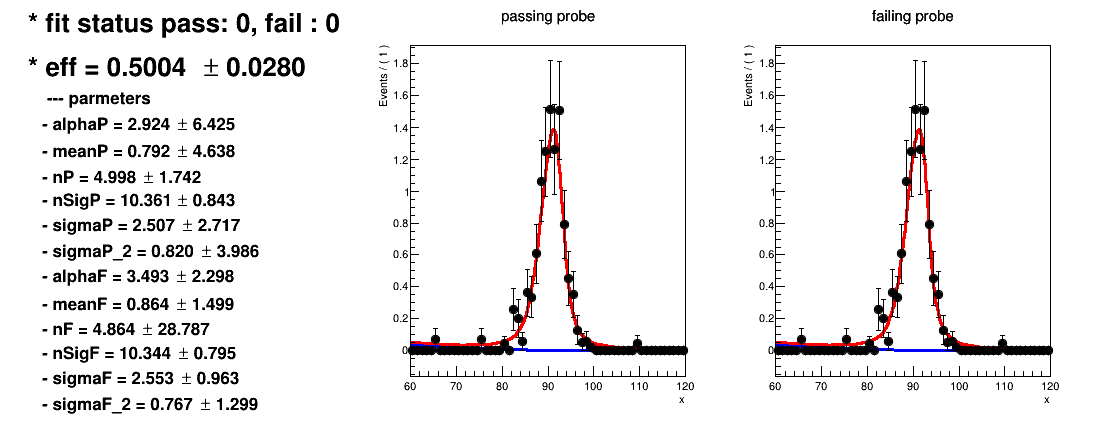 * fit status pass: 0, fail : 0
* eff = 0.5004 ± 0.0280
--- parmeters
- alphaP = 2.924 ± 6.425
- meanP = 0.792 ± 4.638
- nP = 4.998 ± 1.742
- nSigP = 10.361 ± 0.843
- sigmaP = 2.507 ± 2.717
- sigmaP_2 = 0.820 ± 3.986
- alphaF = 3.493 ± 2.298
- meanF = 0.864 ± 1.499
- nF = 4.864 ± 28.787
- nSigF = 10.344 ± 0.795
- sigmaF = 2.553 ± 0.963
- sigmaF_2 = 0.767 ± 1.299
passing probe
Events / ( 1 )
1.8
1.6
1.4
1.2
1
0.8
0.6
0.4
0.2
0
60 70 80 90 100 110 120
x
failing probe
Events / ( 1 )
1.8
1.6
1.4
1.2
1
0.8
0.6
0.4
0.2
0
60 70 80 90 100 110 120
x